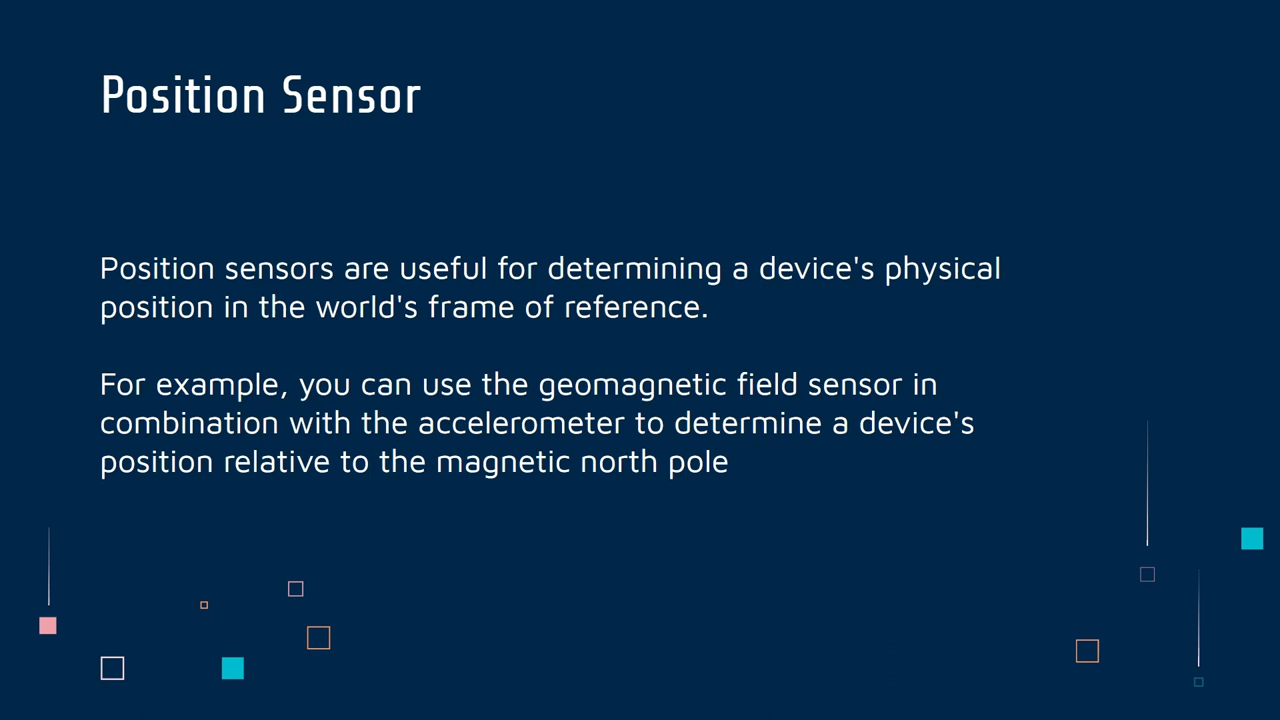 Position Sensor
Position sensors are useful for determining a device's physical
position in the world's frame of reference.
For example, you can use the geomagnetic field sensor in
combination with the accelerometer to determine a device's
position relative to the magnetic north pole